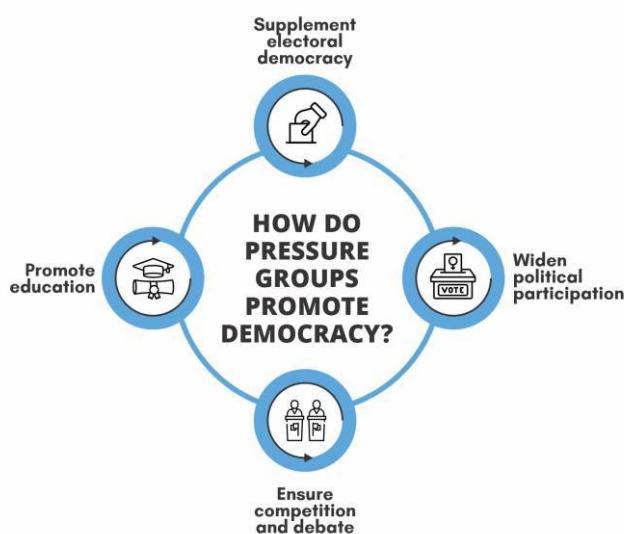 Supplement
electoral
democracy
HOW DO
PRESSURE
GROUPS
PROMOTE
DEMOCRACY?
Promote
education
Widen
political
participation
VOTE
Ensure
competition
and debate